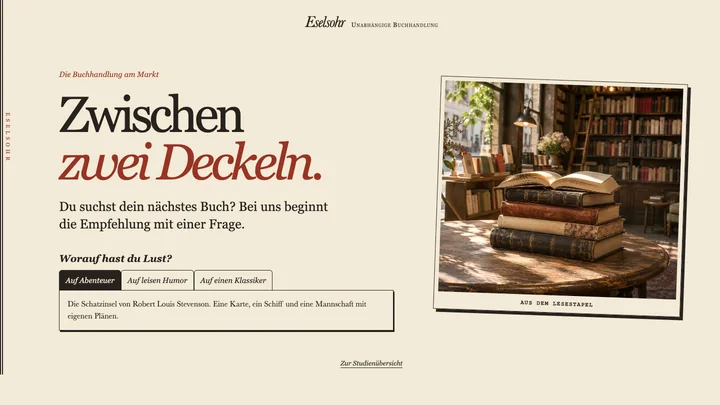 Eselsohr Unabhängige Buchhandlung
ESELSOHR
Die Buchhandlung am Markt
Zwischen
zwei Deckeln.
Du suchst dein nächstes Buch? Bei uns beginnt
die Empfehlung mit einer Frage.
Worauf hast du Lust?
Auf Abenteuer Auf leisen Humor Auf einen Klassiker
Die Schatzinsel von Robert Louis Stevenson. Eine Karte, ein Schiff und eine Mannschaft mit
eigenen Plänen.
AUS DEM LESESTAPEL
Zur Studienübersicht